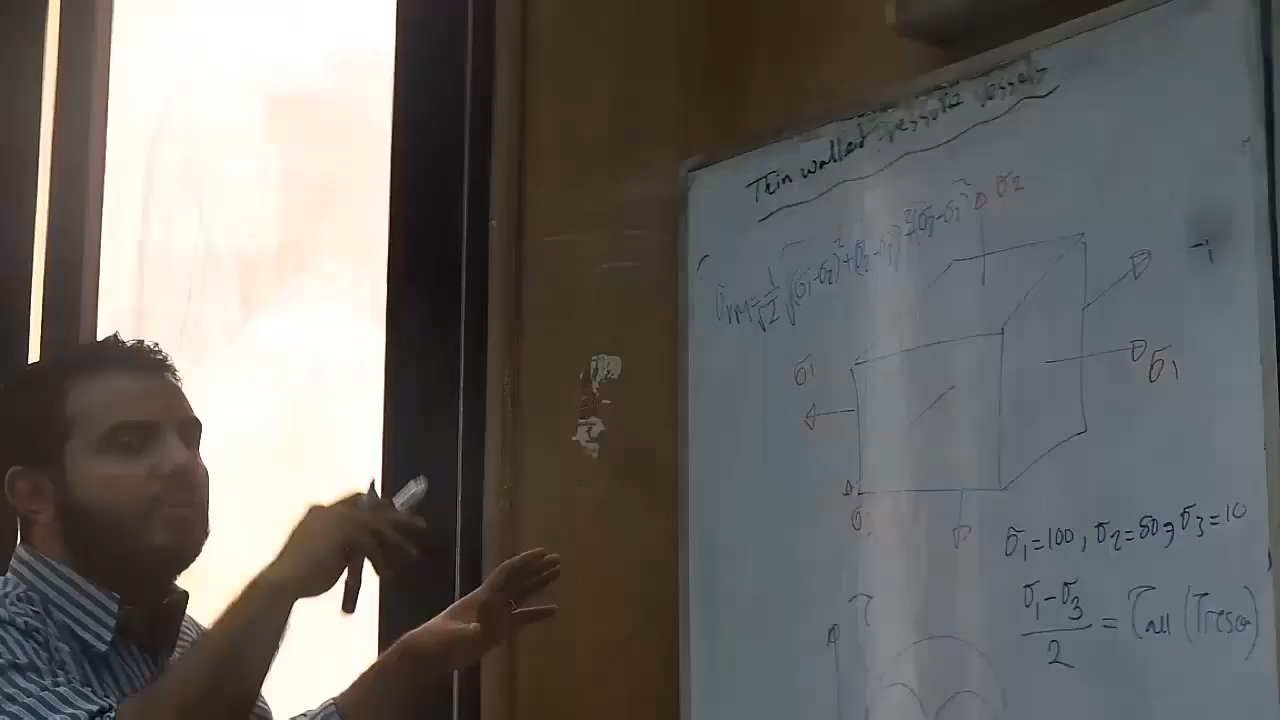 Thin walled Pressure Vessels
σ2
σVM = 1/√2 √(σ1-σ2)²+(σ2-σ3)²+(σ3-σ1)²
σ1
σ1
σ1=100, σ2=80, σ3=10
σ1-σ3/2 = τall (Tresca)
τ